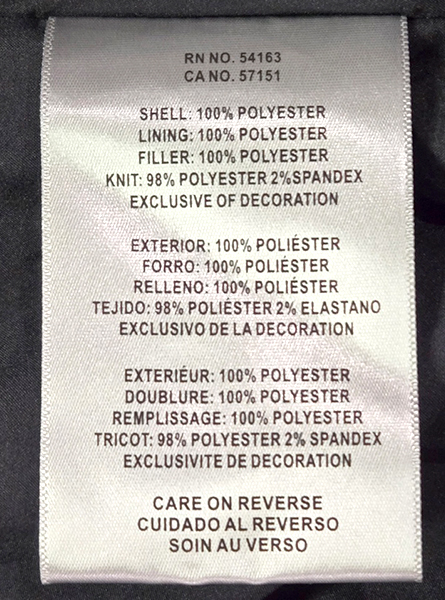 RN NO. 54163
CA NO. 57151
SHELL: 100% POLYESTER
LINING: 100% POLYESTER
FILLER: 100% POLYESTER
KNIT: 98% POLYESTER 2%SPANDEX
EXCLUSIVE OF DECORATION
EXTERIOR: 100% POLIÉSTER
FORRO: 100% POLIÉSTER
RELLENO: 100% POLIÉSTER
TEJIDO: 98% POLIÉSTER 2% ELASTANO
EXCLUSIVO DE LA DECORATION
EXTERIÉUR: 100% POLYESTER
DOUBLURE: 100% POLYESTER
REMPLISSAGE: 100% POLYESTER
TRICOT: 98% POLYESTER 2% SPANDEX
EXCLUSIVITE DE DECORATION
CARE ON REVERSE
CUIDADO AL REVERSO
SOIN AU VERSO